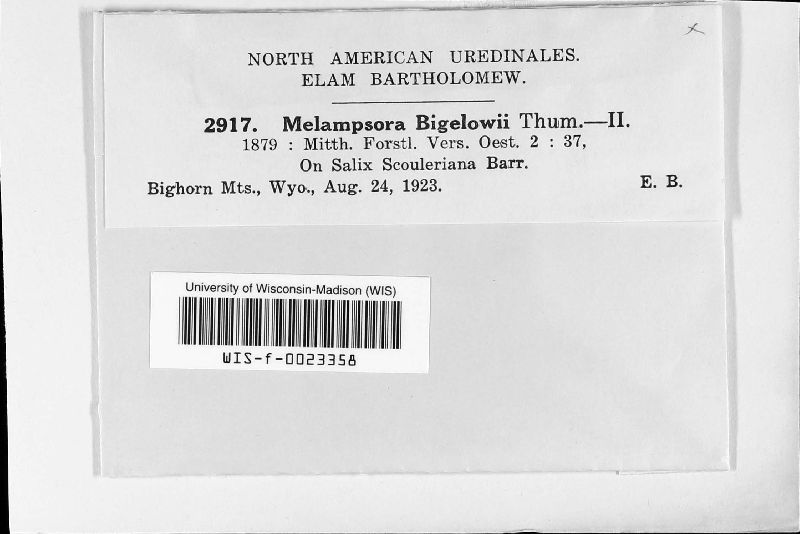 NORTH AMERICAN UREDINALES.
ELAM BARTHOLOMEW.
2917. Melampsora Bigelowii Thum.—II.
1879 : Mitth. Forstl. Vers. Oest. 2 : 37,
On Salix Scouleriana Barr.
Bighorn Mts., Wyo., Aug. 24, 1923. E. B.
University of Wisconsin-Madison (WIS)
WIS-f-0023358